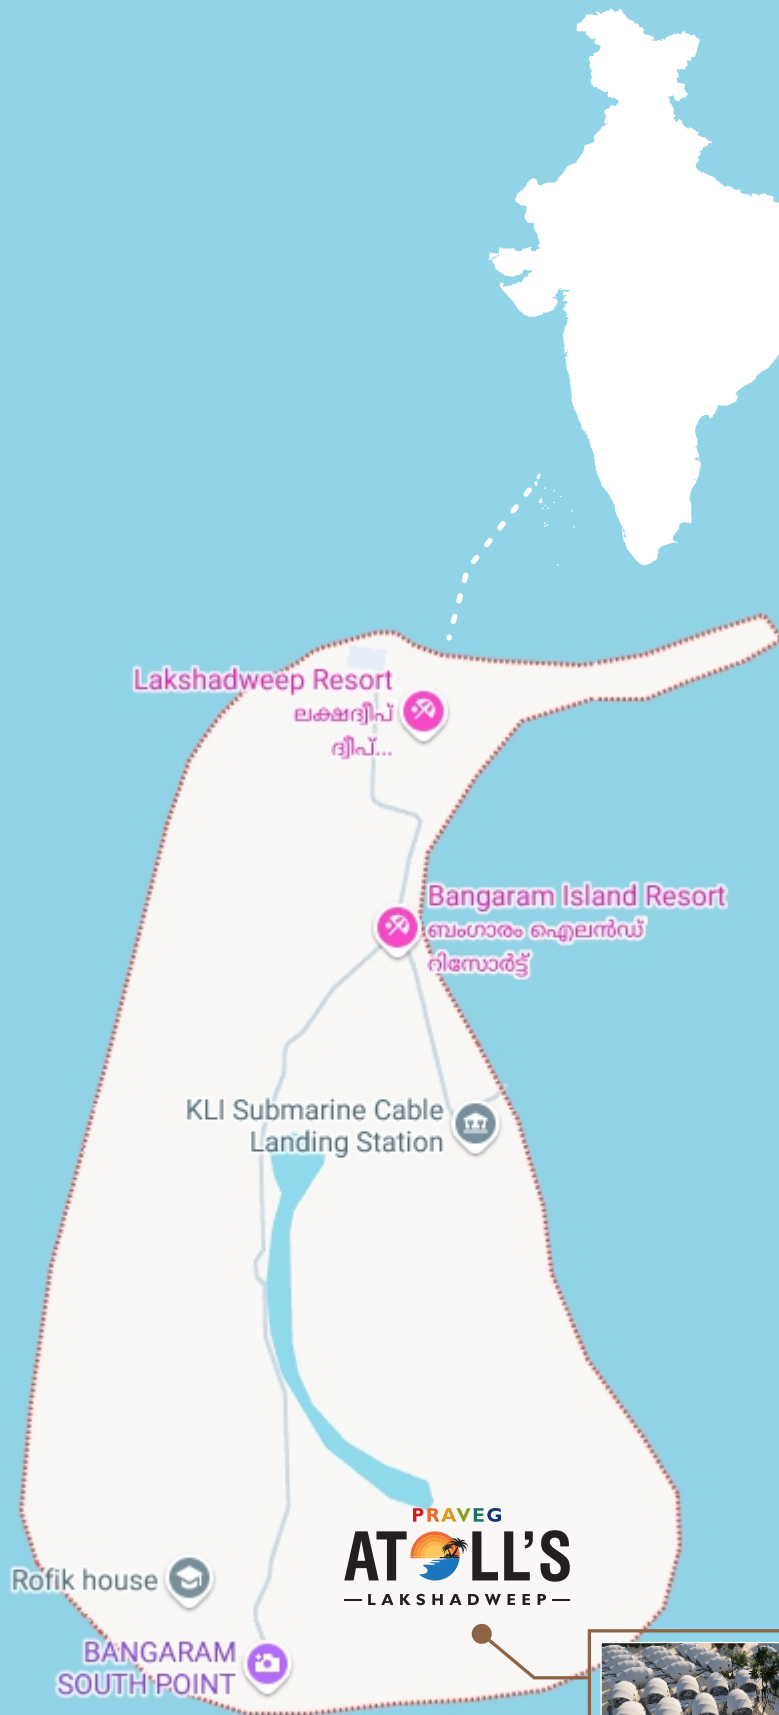 Lakshadweep Resort
ലക്ഷദ്വീപ്
ദ്വീപ്...
Bangaram Island Resort
ബംഗാരം ഐലൻഡ്
റിസോർട്ട്
KLI Submarine Cable
Landing Station
PRAVEG
ATOLL'S
LAKSHADWEEP
Rofik house
BANGARAM
SOUTH POINT